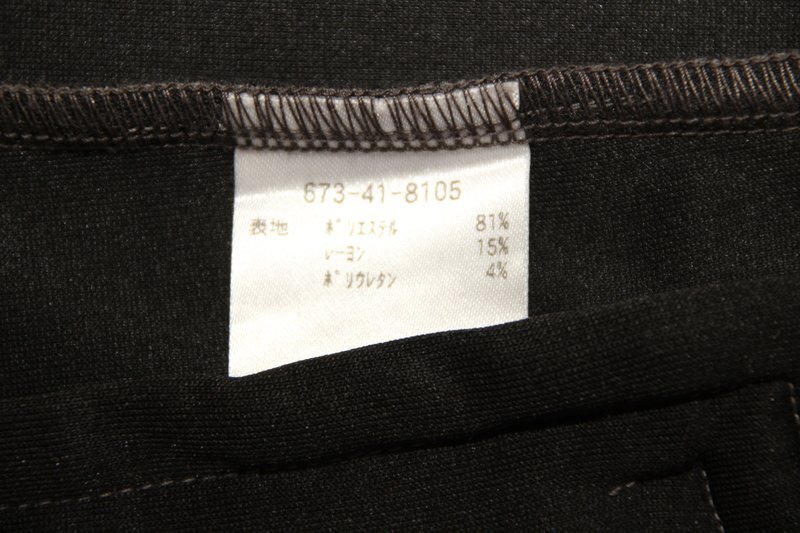 673-41-8105
表地 ポリエステル 81%
レーヨン 15%
ポリウレタン 4%